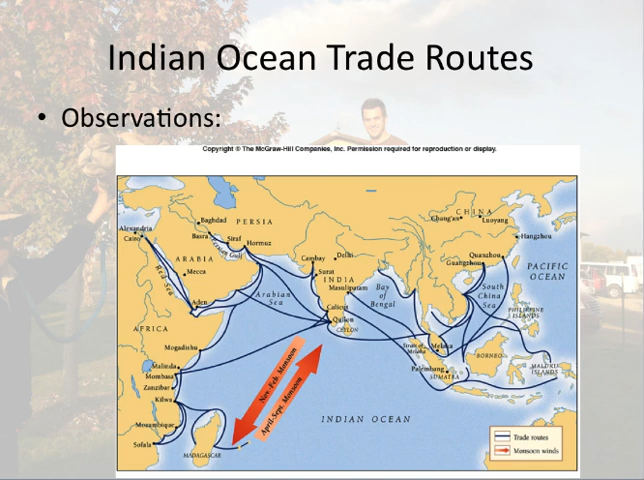 Indian Ocean Trade Routes
• Observations:
Copyright © The McGraw-Hill Companies, Inc. Permission required for reproduction or display.
Alexandria
Cairo
Baghdad
PERSIA
Basra
Siraf
Hormuz
Persian Gulf
ARABIA
Mecca
Red Sea
Aden
Arabian
Sea
AFRICA
Mogadishu
Malindi
Mombasa
Zanzibar
Kilwa
Mozambique
Sofala
MADAGASCAR
Cambay
Delhi
Surat
INDIA
Masulipatam
Calicut
Quilon
CEYLON
Bay
of
Bengal
CHINA
Chang'an
Luoyang
Hangzhou
Quanzhou
Guangzhou
PACIFIC
OCEAN
South
China
Sea
PHILIPPINE
ISLANDS
Strait of
Melaka
Melaka
Palembang
SUMATRA
BORNEO
MALUKU
ISLANDS
Nov.-Feb. Monsoon
April-Sept. Monsoon
INDIAN OCEAN
Trade routes
Monsoon winds